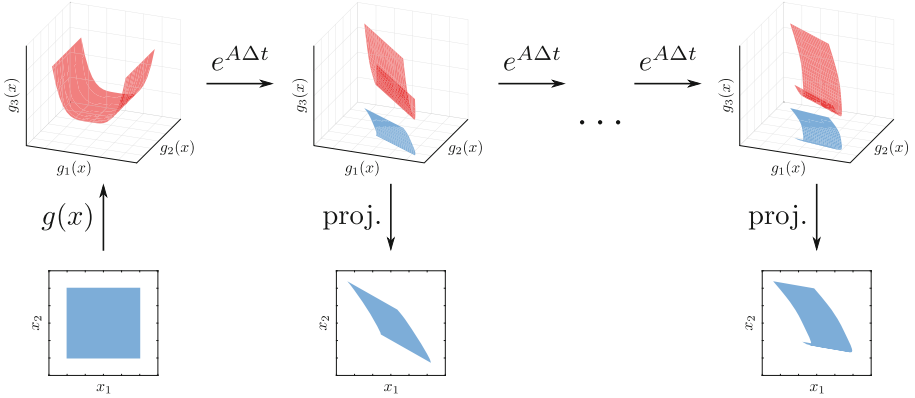 e^{AΔt}
e^{AΔt}
e^{AΔt}
g_3(x)
g_1(x)
g_2(x)
g_3(x)
g_1(x)
g_2(x)
...
g_3(x)
g_1(x)
g_2(x)
g(x)
proj.
proj.
x_2
x_1
x_2
x_1
x_2
x_1